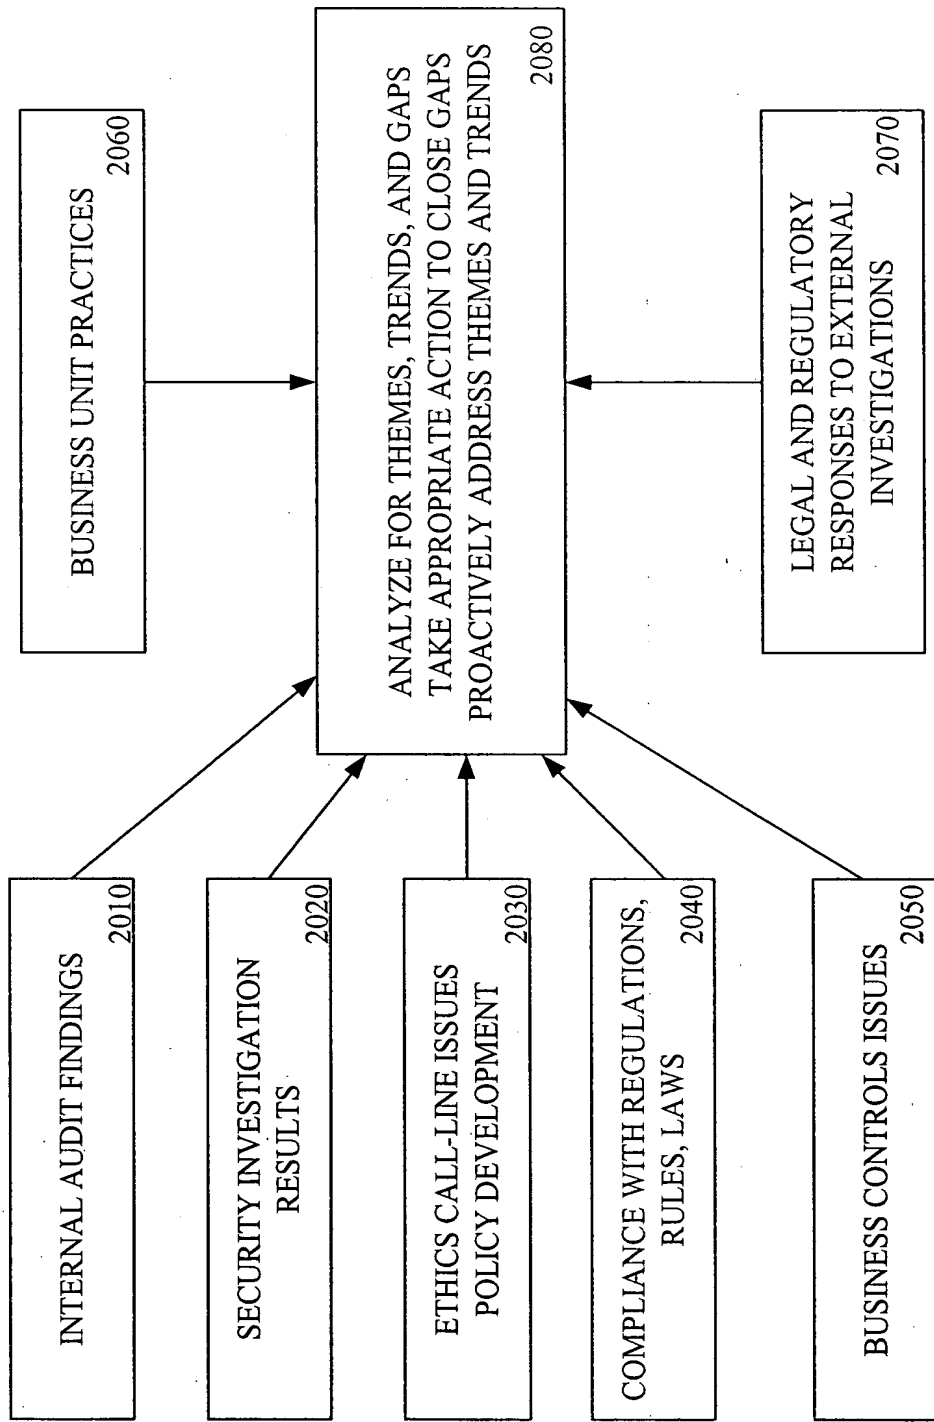 INTERNAL AUDIT FINDINGS
2010
SECURITY INVESTIGATION
RESULTS
2020
ETHICS CALL-LINE ISSUES
POLICY DEVELOPMENT
2030
COMPLIANCE WITH REGULATIONS,
RULES, LAWS
2040
BUSINESS CONTROLS ISSUES
2050
BUSINESS UNIT PRACTICES
2060
ANALYZE FOR THEMES, TRENDS, AND GAPS
TAKE APPROPRIATE ACTION TO CLOSE GAPS
PROACTIVELY ADDRESS THEMES AND TRENDS
2080
LEGAL AND REGULATORY
RESPONSES TO EXTERNAL
INVESTIGATIONS
2070